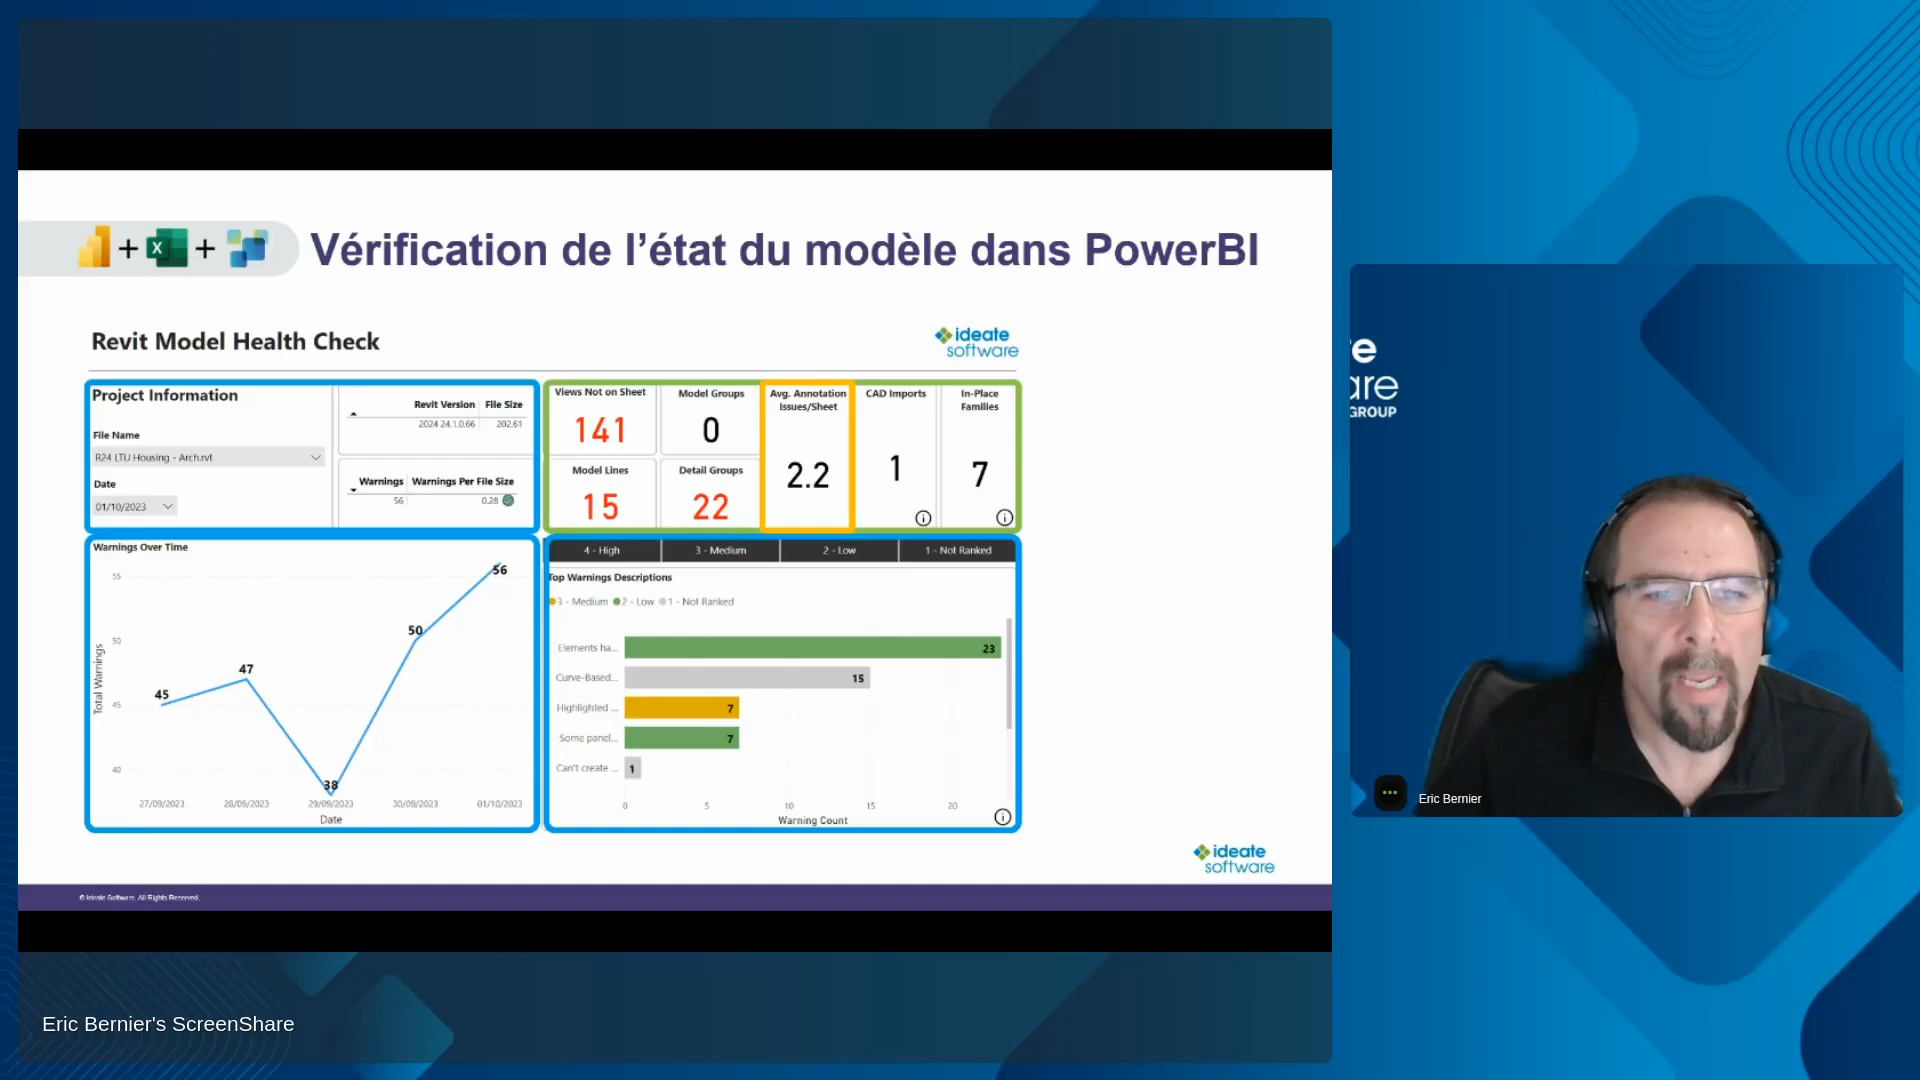 X
Vérification de l’état du modèle dans PowerBI
Revit Model Health Check
ideate
software
Project Information
File Name
R24 LTU Housing - Arch.rvt
Date
01/10/2023
Revit Version File Size
2024 24.1.0.66 202.61
Warnings Warnings Per File Size
56 0.28
Views Not on Sheet
141
Model Groups
0
Model Lines
15
Detail Groups
22
Avg. Annotation
Issues/Sheet
2.2
CAD Imports
1
In-Place
Families
7
Warnings Over Time
Total Warnings
55
50
45
40
45
47
38
50
56
27/09/2023 28/09/2023 29/09/2023 30/09/2023 01/10/2023
Date
4 - High 3 - Medium 2 - Low 1 - Not Ranked
Top Warnings Descriptions
3 - Medium 2 - Low 1 - Not Ranked
Elements ha... 23
Curve-Based... 15
Highlighted ... 7
Some panel... 7
Can't create ... 1
0 5 10 15 20
Warning Count
ideate
software
© Ideate Software. All Rights Reserved.
Eric Bernier's ScreenShare
e
are
GROUP
Eric Bernier